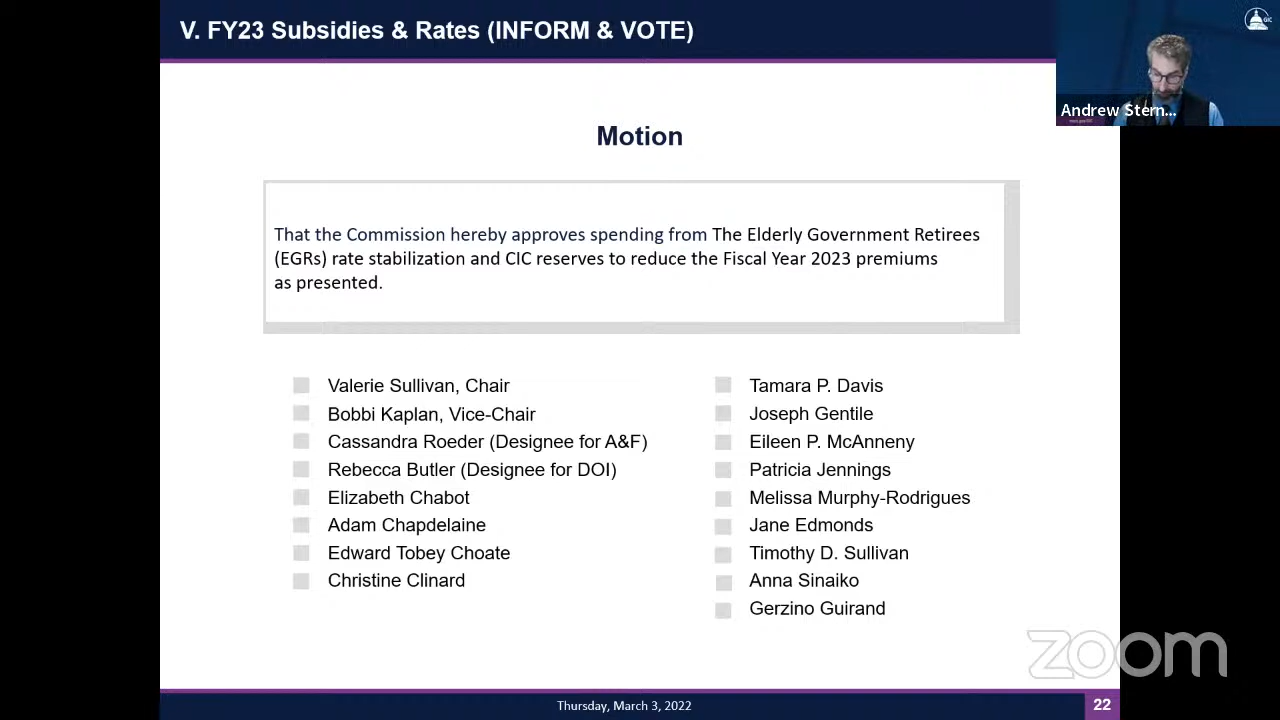 V. FY23 Subsidies & Rates (INFORM & VOTE)
GIC
Andrew Stern...
Motion
That the Commission hereby approves spending from The Elderly Government Retirees
(EGRs) rate stabilization and CIC reserves to reduce the Fiscal Year 2023 premiums
as presented.
Valerie Sullivan, Chair
Bobbi Kaplan, Vice-Chair
Cassandra Roeder (Designee for A&F)
Rebecca Butler (Designee for DOI)
Elizabeth Chabot
Adam Chapdelaine
Edward Tobey Choate
Christine Clinard
Tamara P. Davis
Joseph Gentile
Eileen P. McAnneny
Patricia Jennings
Melissa Murphy-Rodrigues
Jane Edmonds
Timothy D. Sullivan
Anna Sinaiko
Gerzino Guirand
zoom
Thursday, March 3, 2022
22